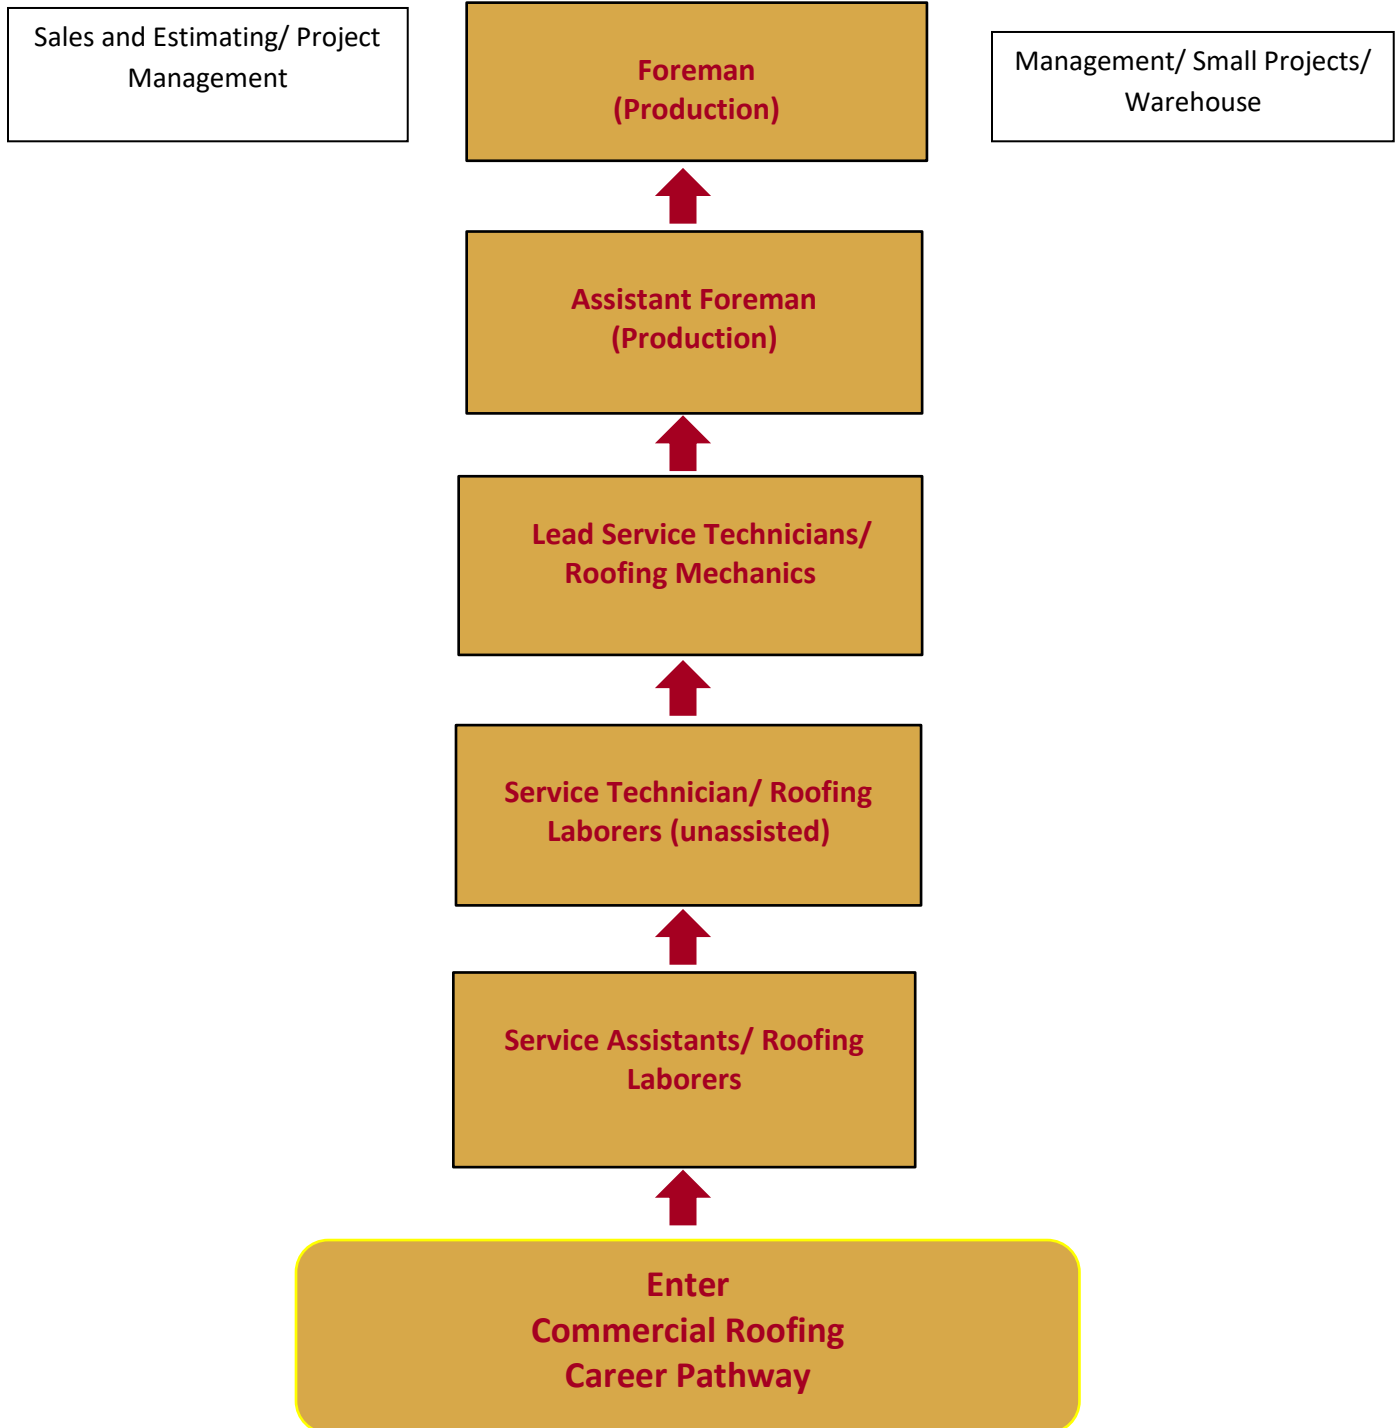 Sales and Estimating/ Project
Management
Foreman
(Production)
Management/ Small Projects/
Warehouse
Assistant Foreman
(Production)
Lead Service Technicians/
Roofing Mechanics
Service Technician/ Roofing
Laborers (unassisted)
Service Assistants/ Roofing
Laborers
Enter
Commercial Roofing
Career Pathway